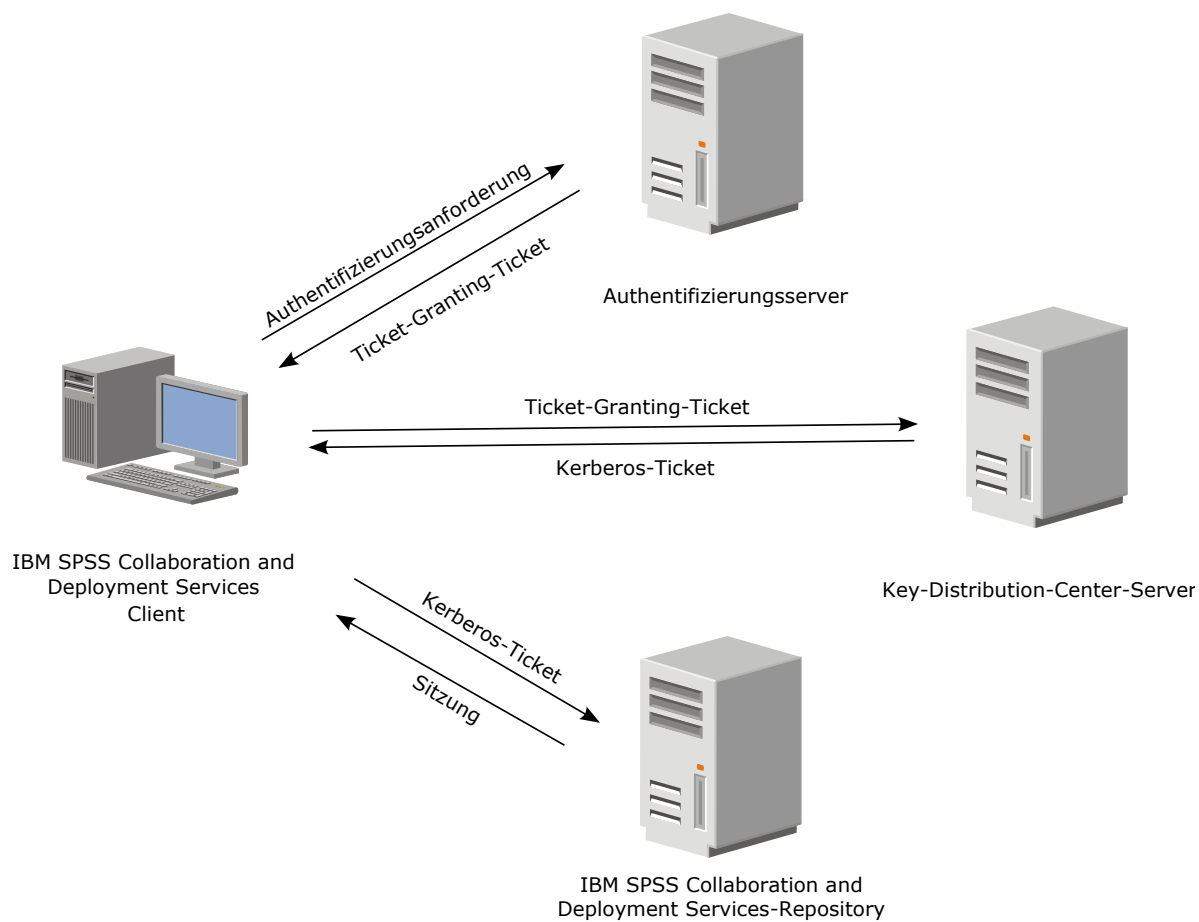 Authentifizierungsanforderung
Ticket-Granting-Ticket
Authentifizierungsserver
Ticket-Granting-Ticket
Kerberos-Ticket
IBM SPSS Collaboration and
Deployment Services
Client
Key-Distribution-Center-Server
Kerberos-Ticket
Sitzung
IBM SPSS Collaboration and
Deployment Services-Repository